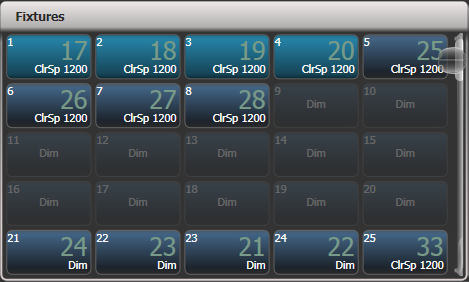 Fixtures
1 17 ClrSp 1200
2 18 ClrSp 1200
3 19 ClrSp 1200
4 20 ClrSp 1200
5 25 ClrSp 1200
6 26 ClrSp 1200
7 27 ClrSp 1200
8 28 ClrSp 1200
9 Dim
10 Dim
11 Dim
12 Dim
13 Dim
14 Dim
15 Dim
16 Dim
17 Dim
18 Dim
19 Dim
20 Dim
21 24 Dim
22 23 Dim
23 21 Dim
24 22 Dim
25 33 ClrSp 1200